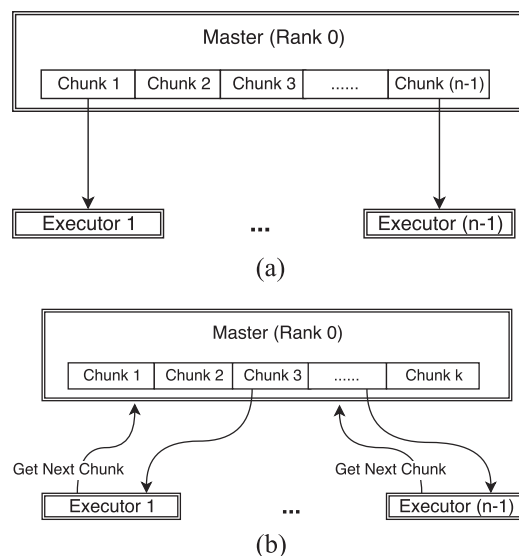 Master (Rank 0)
Chunk 1 Chunk 2 Chunk 3 ...... Chunk (n-1)
Executor 1 ... Executor (n-1)
(a)
Master (Rank 0)
Chunk 1 Chunk 2 Chunk 3 ...... Chunk k
Get Next Chunk Get Next Chunk
Executor 1 ... Executor (n-1)
(b)